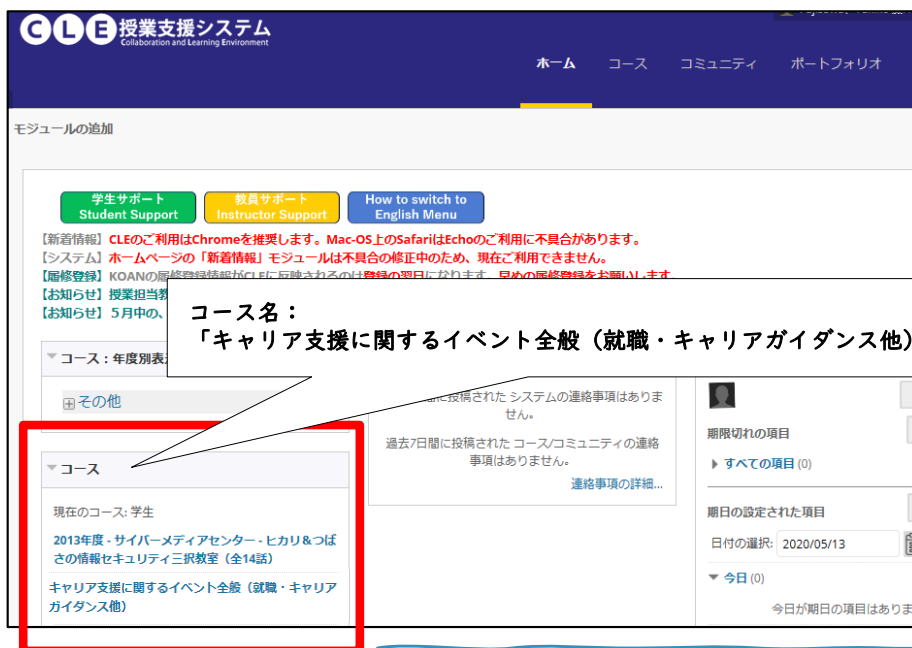 CLE授業支援システム
Collaboration and Learning Environment
ホーム コース コミュニティ ポートフォリオ
モジュールの追加
学生サポート
Student Support
教員サポート
Instructor Support
How to switch to
English Menu
【新着情報】CLEのご利用はChromeを推奨します。Mac-OS上のSafariはEchoのご利用に不具合があります。
【システム】ホームページの「新着情報」モジュールは不具合の修正中のため、現在ご利用できません。
【履修登録】KOANの履修登録情報がCLEに反映されるのは登録の翌日になります。早めの履修登録をお願いします。
【お知らせ】授業担当教
【お知らせ】５月中の、
コース名：
「キャリア支援に関するイベント全般（就職・キャリアガイダンス他）
コース：年度別表
その他
投稿された システムの連絡事項はありま
せん。
過去7日間に投稿された コース/コミュニティの連絡
事項はありません。
連絡事項の詳細...
コース
現在のコース: 学生
2013年度 - サイバーメディアセンター - ヒカリ&つば
さの情報セキュリティ三択教室（全14話）
キャリア支援に関するイベント全般（就職・キャリア
ガイダンス他）
期限切れの項目
すべての項目 (0)
期日の設定された項目
日付の選択: 2020/05/13
今日 (0)
今日が期日の項目はありま